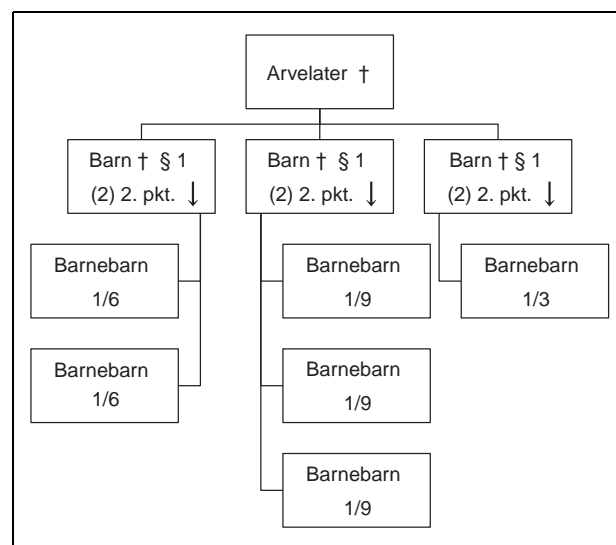 Arvelater †
Barn † § 1
(2) 2. pkt. ↓
Barn † § 1
(2) 2. pkt. ↓
Barn † § 1
(2) 2. pkt. ↓
Barnebarn
1/6
Barnebarn
1/9
Barnebarn
1/3
Barnebarn
1/6
Barnebarn
1/9
Barnebarn
1/9